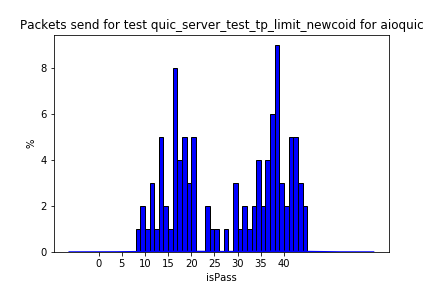 Packets send for test quic_server_test_tp_limit_newcoid for aioquic
8
6
%
4
2
0
0 5 10 15 20 25 30 35 40
isPass